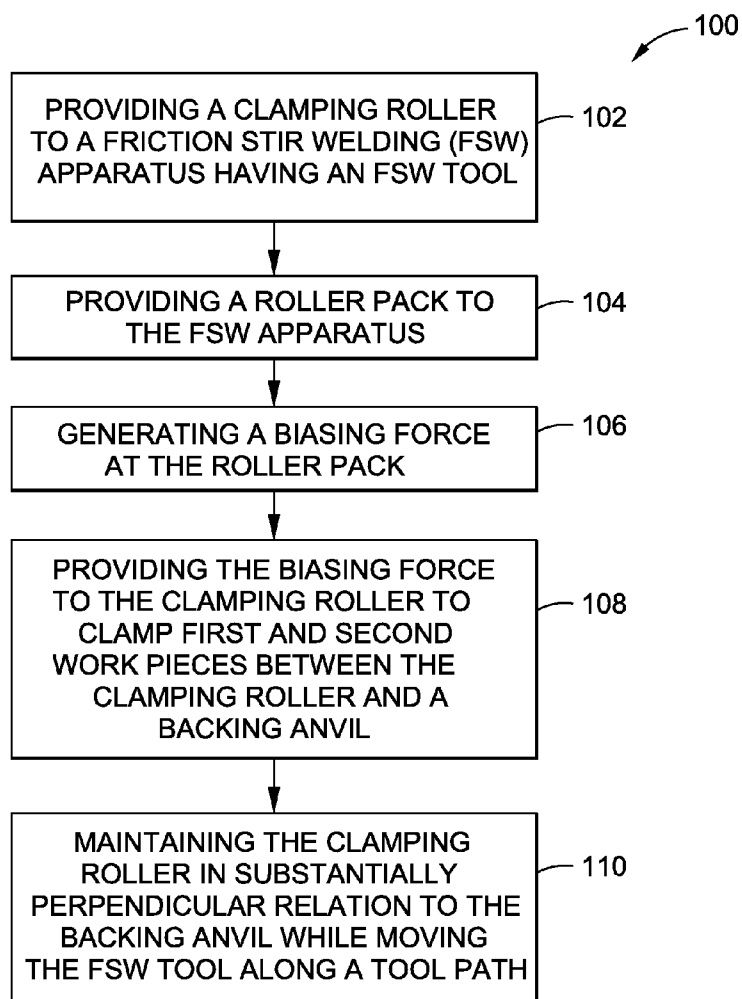 100
PROVIDING A CLAMPING ROLLER
TO A FRICTION STIR WELDING (FSW)
APPARATUS HAVING AN FSW TOOL
102
PROVIDING A ROLLER PACK TO
THE FSW APPARATUS
104
GENERATING A BIASING FORCE
AT THE ROLLER PACK
106
PROVIDING THE BIASING FORCE
TO THE CLAMPING ROLLER TO
CLAMP FIRST AND SECOND
WORK PIECES BETWEEN THE
CLAMPING ROLLER AND A
BACKING ANVIL
108
MAINTAINING THE CLAMPING
ROLLER IN SUBSTANTIALLY
PERPENDICULAR RELATION TO THE
BACKING ANVIL WHILE MOVING
THE FSW TOOL ALONG A TOOL PATH
110